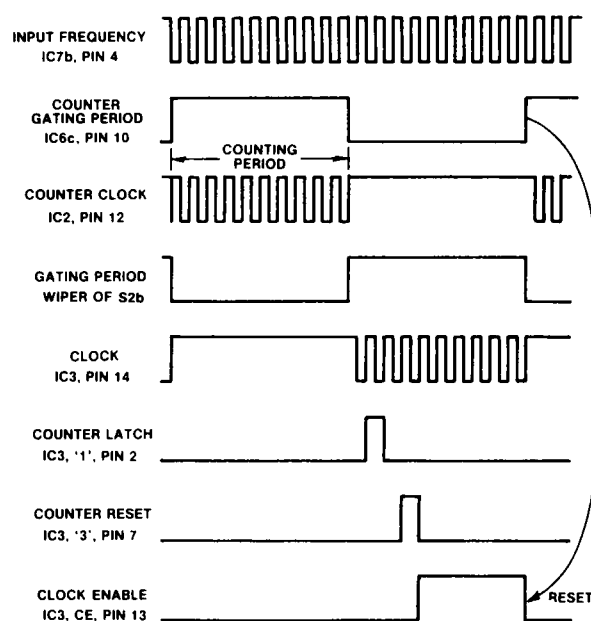 INPUT FREQUENCY
IC7b, PIN 4
COUNTER
GATING PERIOD
IC6c, PIN 10
COUNTING
PERIOD
COUNTER CLOCK
IC2, PIN 12
GATING PERIOD
WIPER OF S2b
CLOCK
IC3, PIN 14
COUNTER LATCH
IC3, '1', PIN 2
COUNTER RESET
IC3, '3', PIN 7
CLOCK ENABLE
IC3, CE, PIN 13
RESET